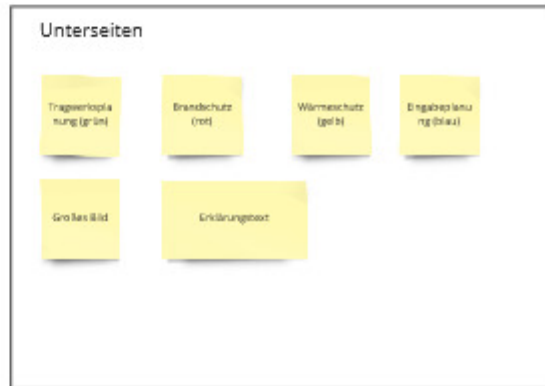 Unterseiten
Tragwerkspla
nung (grün)
Brandschutz
(rot)
Wärmeschutz
(gelb)
Eingabeplanu
ng (blau)
Großes Bild
Erklärungstext